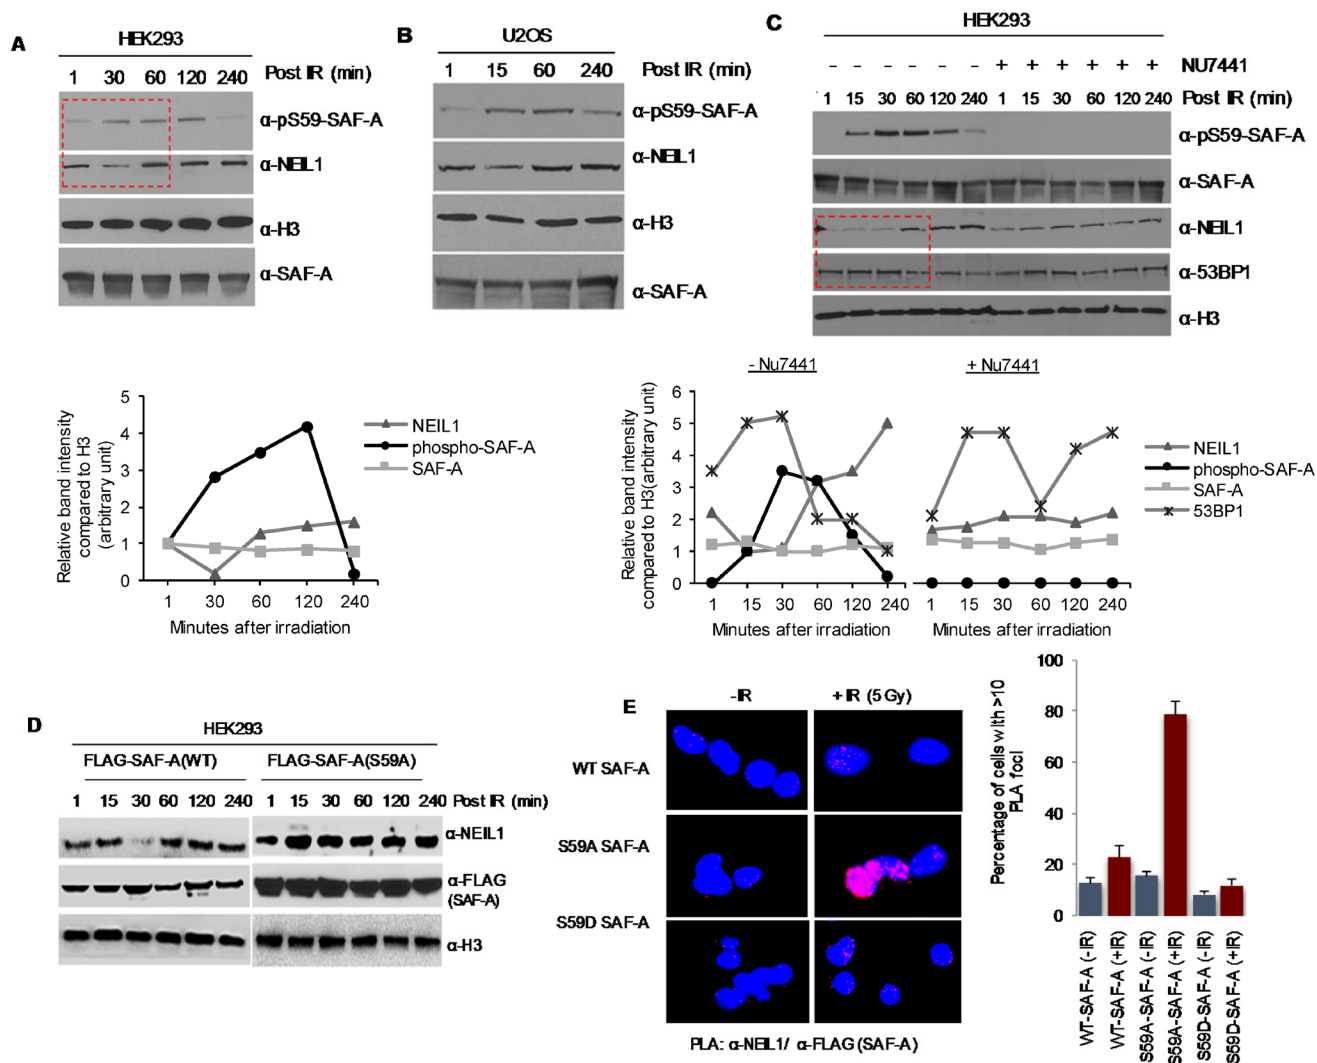 A
HEK293
1 30 60 120 240 Post IR (min)
α-pS59-SAF-A
α-NEIL1
α-H3
α-SAF-A
B
U2OS
1 15 60 240 Post IR (min)
α-pS59-SAF-A
α-NEIL1
α-H3
α-SAF-A
C
HEK293
- - - - - - + + + + + + NU7441
1 15 30 60 120 240 1 15 30 60 120 240 Post IR (min)
α-pS59-SAF-A
α-SAF-A
α-NEIL1
α-53BP1
α-H3
Relative band intensity
compared to H3
(arbitrary unit)
5
4
3
2
1
0
1 30 60 120 240
Minutes after irradiation
NEIL1
phospho-SAF-A
SAF-A
Relative band intensity
compared to H3(arbitrary unit)
- Nu7441
+ Nu7441
6
5
4
3
2
1
0
1 15 30 60 120 240
Minutes after irradiation
1 15 30 60 120 240
Minutes after irradiation
NEIL1
phospho-SAF-A
SAF-A
53BP1
D
HEK293
FLAG-SAF-A(WT) FLAG-SAF-A(S59A)
1 15 30 60 120 240 1 15 30 60 120 240 Post IR (min)
α-NEIL1
α-FLAG
(SAF-A)
α-H3
E
-IR +IR (5 Gy)
WT SAF-A
S59A SAF-A
S59D SAF-A
PLA: α-NEIL1/ α-FLAG (SAF-A)
Percentage of cells with >10
PLA foci
100
80
60
40
20
0
WT-SAF-A (-IR)
WT-SAF-A (+IR)
S59A-SAF-A (-IR)
S59A-SAF-A (+IR)
S59D-SAF-A (-IR)
S59D-SAF-A (+IR)